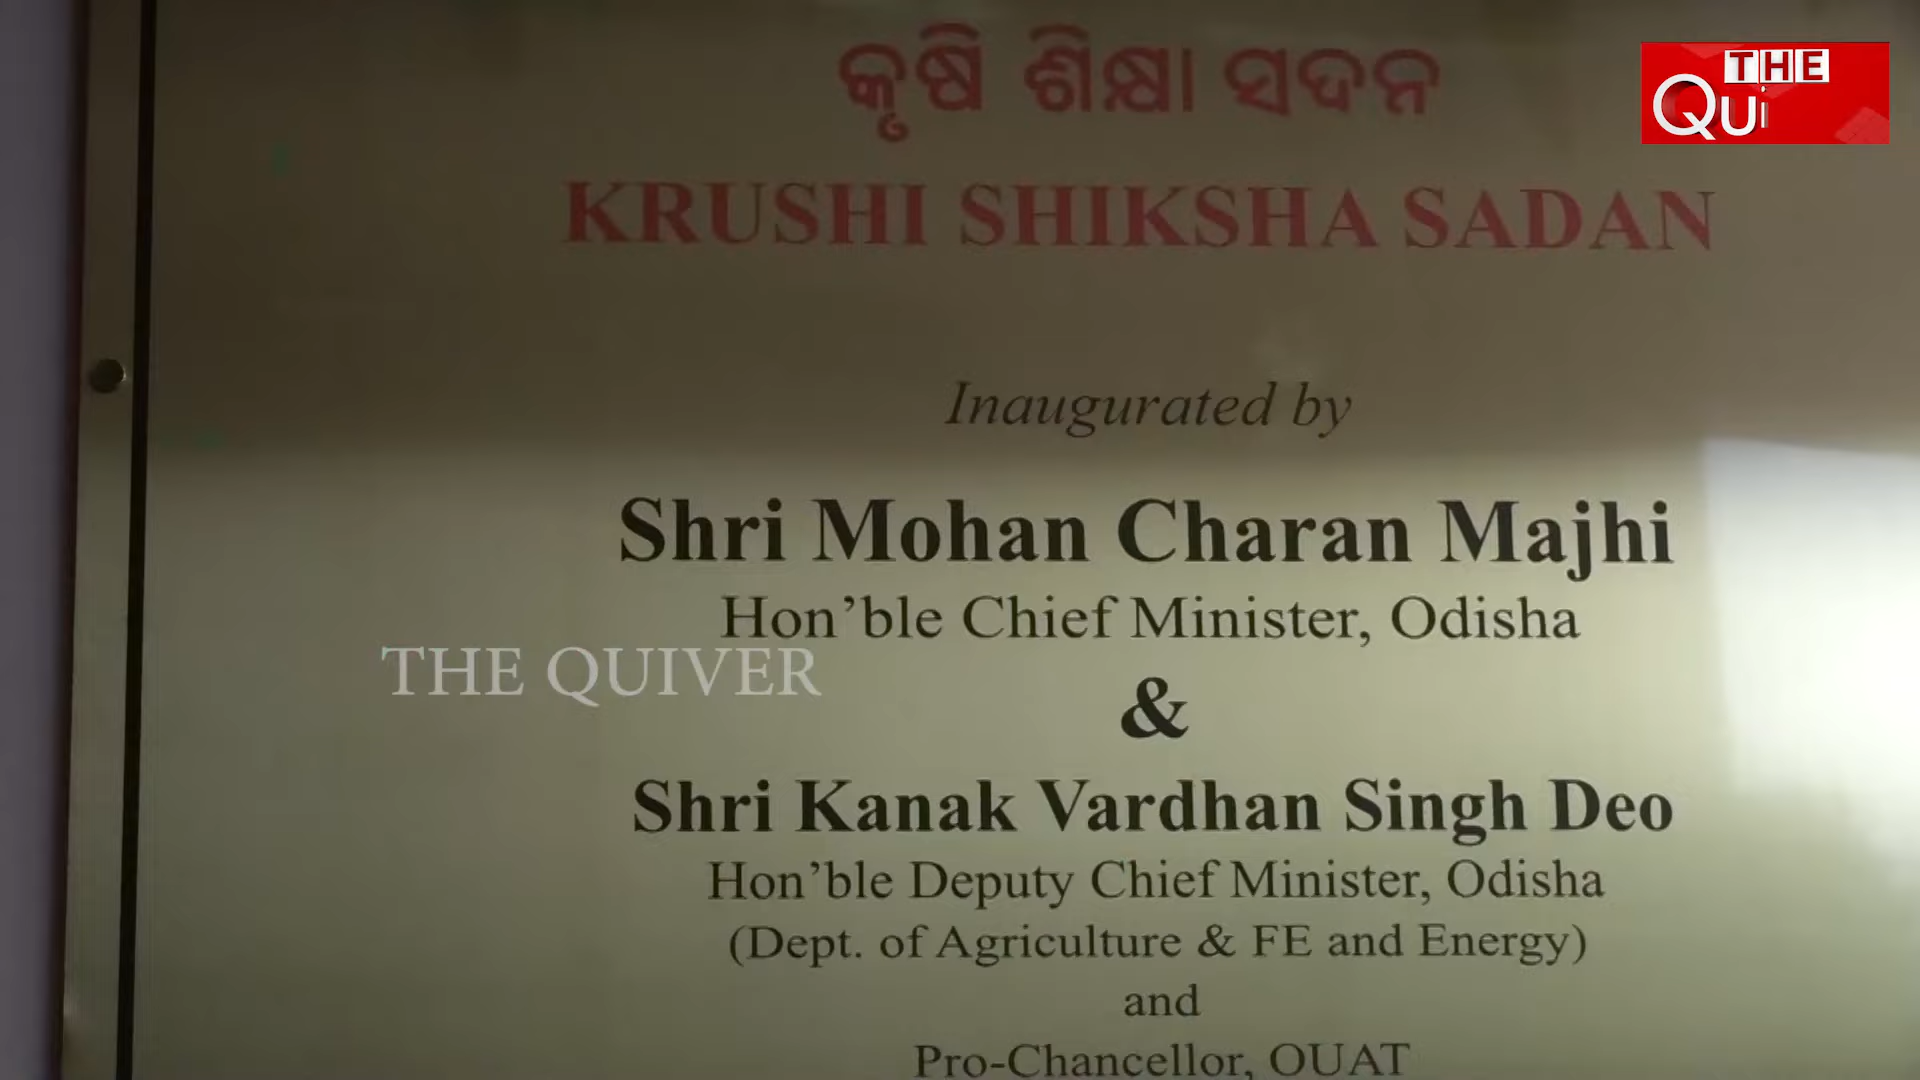 କୃଷି ଶିକ୍ଷା ସଦନ
THE
QUi
KRUSHI SHIKSHA SADAN
Inaugurated by
Shri Mohan Charan Majhi
Hon’ble Chief Minister, Odisha
THE QUIVER
&
Shri Kanak Vardhan Singh Deo
Hon’ble Deputy Chief Minister, Odisha
(Dept. of Agriculture & FE and Energy)
and
Pro-Chancellor, OUAT